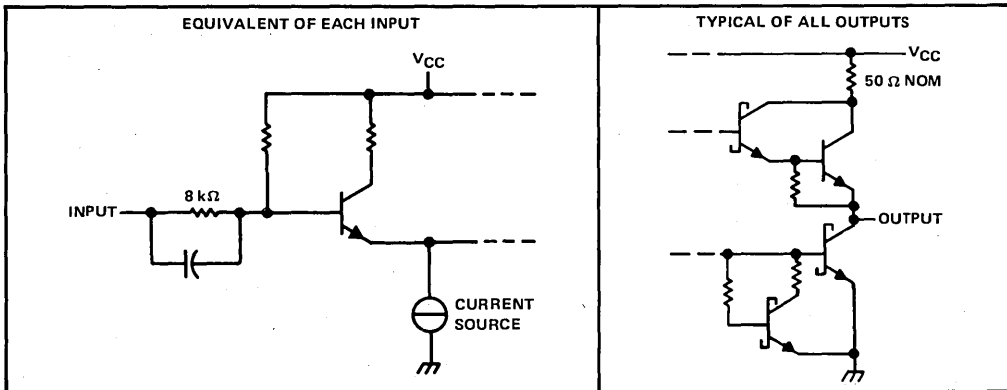 EQUIVALENT OF EACH INPUT
VCC
8 kΩ
INPUT
CURRENT
SOURCE
TYPICAL OF ALL OUTPUTS
VCC
50 Ω NOM
OUTPUT